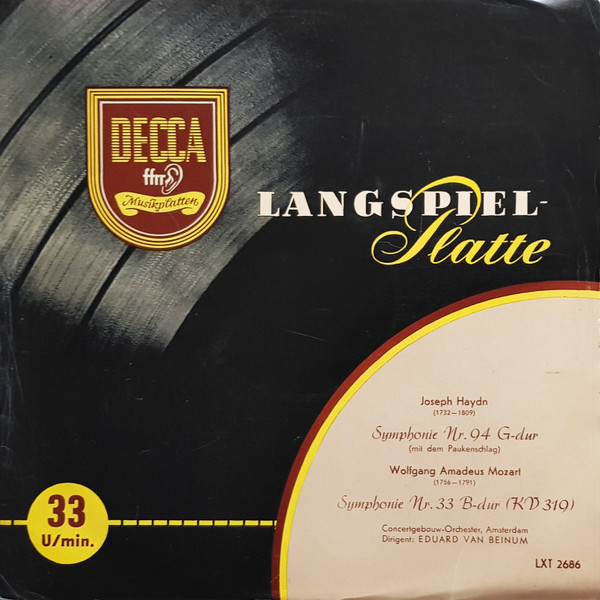 DECCA
ffrr
Musikplatten
LANGSPIEL-
Platte
Joseph Haydn
(1732–1809)
Symphonie Nr. 94 G-dur
(mit dem Paukenschlag)
Wolfgang Amadeus Mozart
(1756–1791)
Symphonie Nr. 33 B-dur (KV 319)
Concertgebouw-Orchester, Amsterdam
Dirigent: EDUARD VAN BEINUM
33
U/min.
LXT 2686